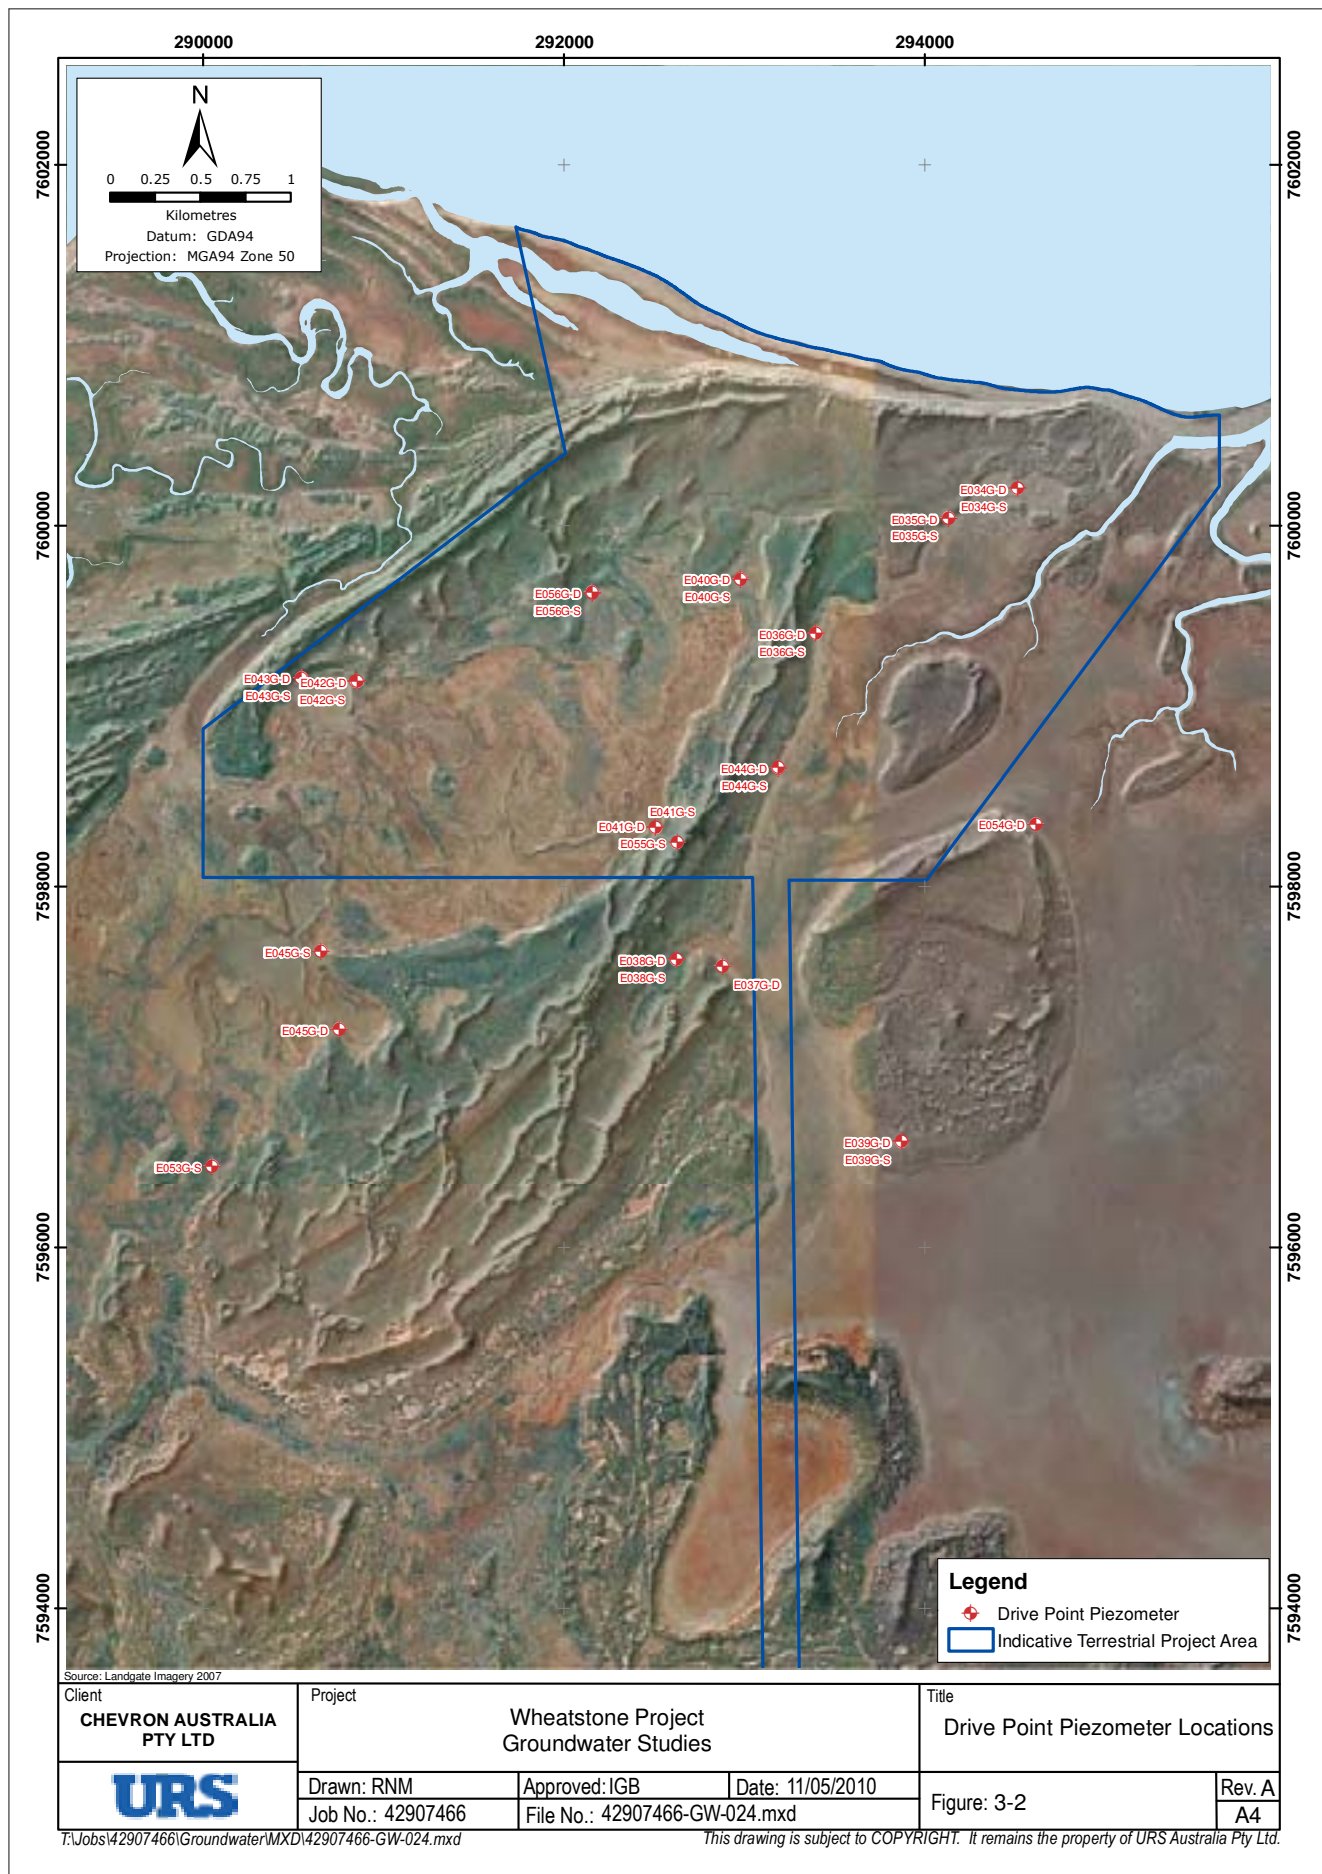 290000 292000 294000
7602000
7602000
N
0 0.25 0.5 0.75 1
Kilometres
Datum: GDA94
Projection: MGA94 Zone 50
E034G-D
E034G-S
E035G-D
E035G-S
7600000
7600000
E040G-D
E040G-S
E056G-D
E056G-S
E036G-D
E036G-S
E043G-D
E043G-S
E042G-D
E042G-S
E044G-D
E044G-S
E041G-S
E041G-D
E055G-S
E054G-D
7598000
7598000
E045G-S
E038G-D
E038G-S
E037G-D
E045G-D
E039G-D
E039G-S
E053G-S
7596000
7596000
7594000
7594000
Legend
Drive Point Piezometer
Indicative Terrestrial Project Area
Source: Landgate Imagery 2007
Client
CHEVRON AUSTRALIA
PTY LTD
Project
Wheatstone Project
Groundwater Studies
Title
Drive Point Piezometer Locations
URS
Drawn: RNM
Approved: IGB
Date: 11/05/2010
Job No.: 42907466
File No.: 42907466-GW-024.mxd
Figure: 3-2
Rev. A
A4
T:\Jobs\42907466\Groundwater\MXD\42907466-GW-024.mxd
This drawing is subject to COPYRIGHT. It remains the property of URS Australia Pty Ltd.